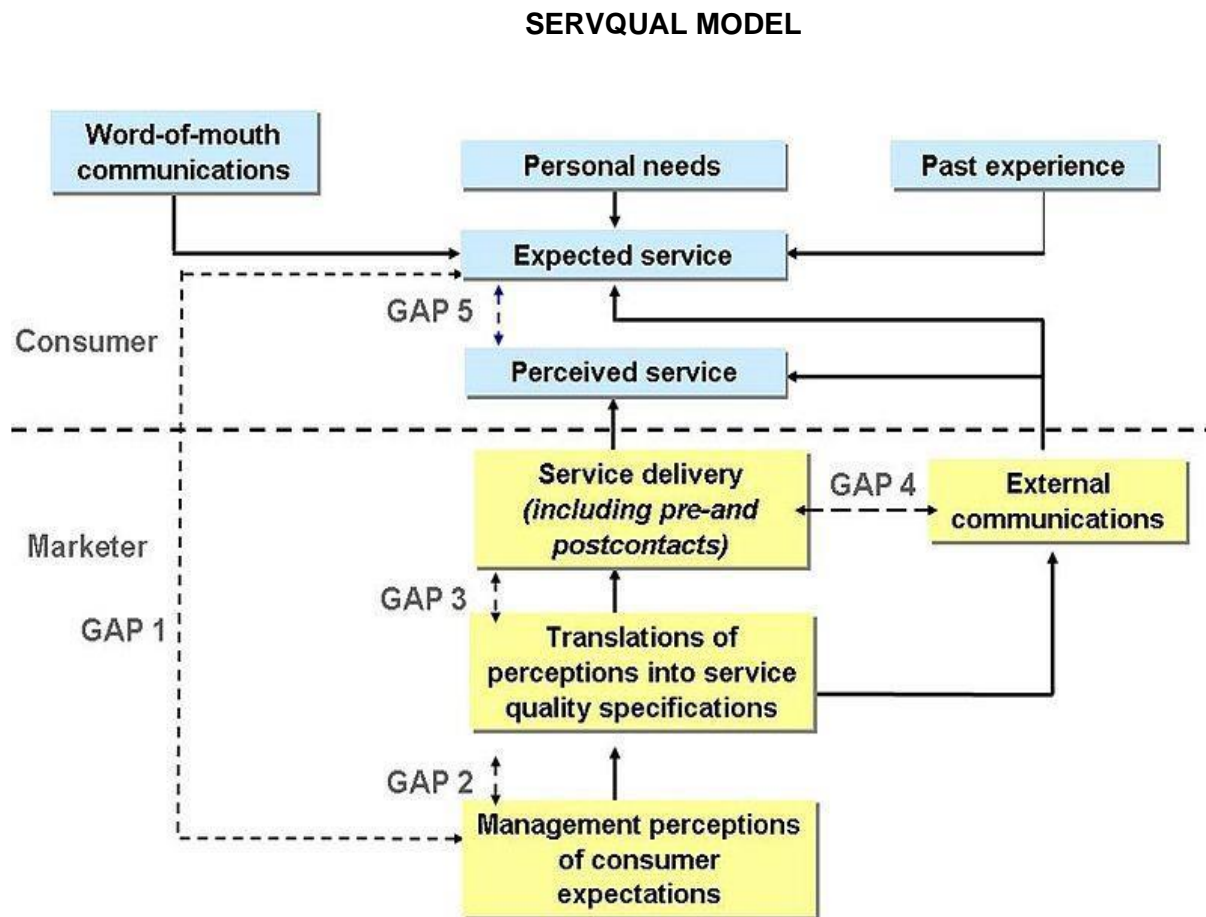 SERVQUAL MODEL
Word-of-mouth
communications
Personal needs
Past experience
Expected service
GAP 5
Consumer
Perceived service
Service delivery
(including pre-and
postcontacts)
GAP 4
External
communications
Marketer
GAP 3
GAP 1
Translations of
perceptions into service
quality specifications
GAP 2
Management perceptions
of consumer
expectations